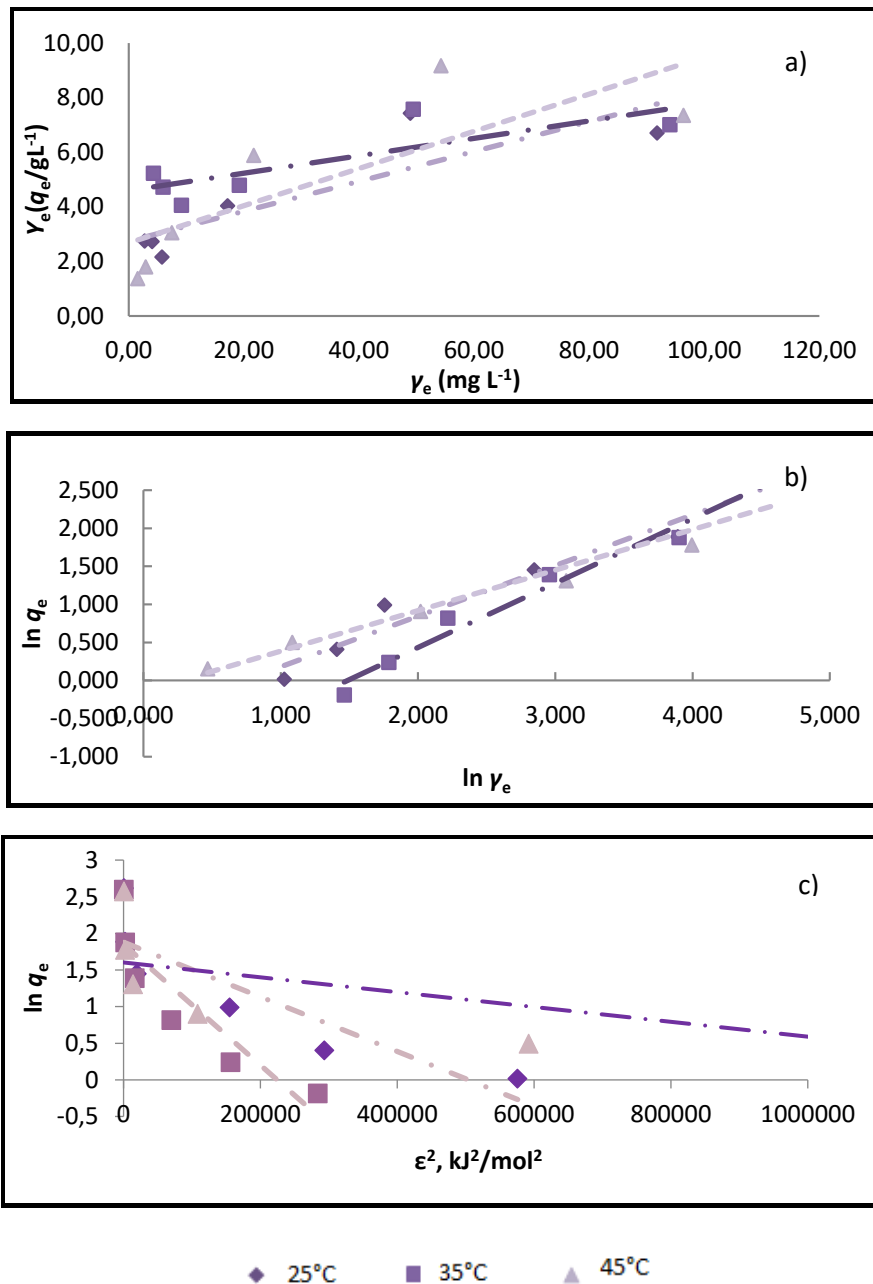 a)
10,00
8,00
6,00
4,00
2,00
0,00
Yₑ(qₑ/gL⁻¹)
0,00 20,00 40,00 60,00 80,00 100,00 120,00
γₑ (mg L⁻¹)
b)
2,500
2,000
1,500
1,000
0,500
0,000
-0,500
-1,000
ln qₑ
0,000 1,000 2,000 3,000 4,000 5,000
ln γₑ
c)
3
2,5
2
1,5
1
0,5
0
-0,5
ln qₑ
0 200000 400000 600000 800000 1000000
ε², kJ²/mol²
25°C 35°C 45°C